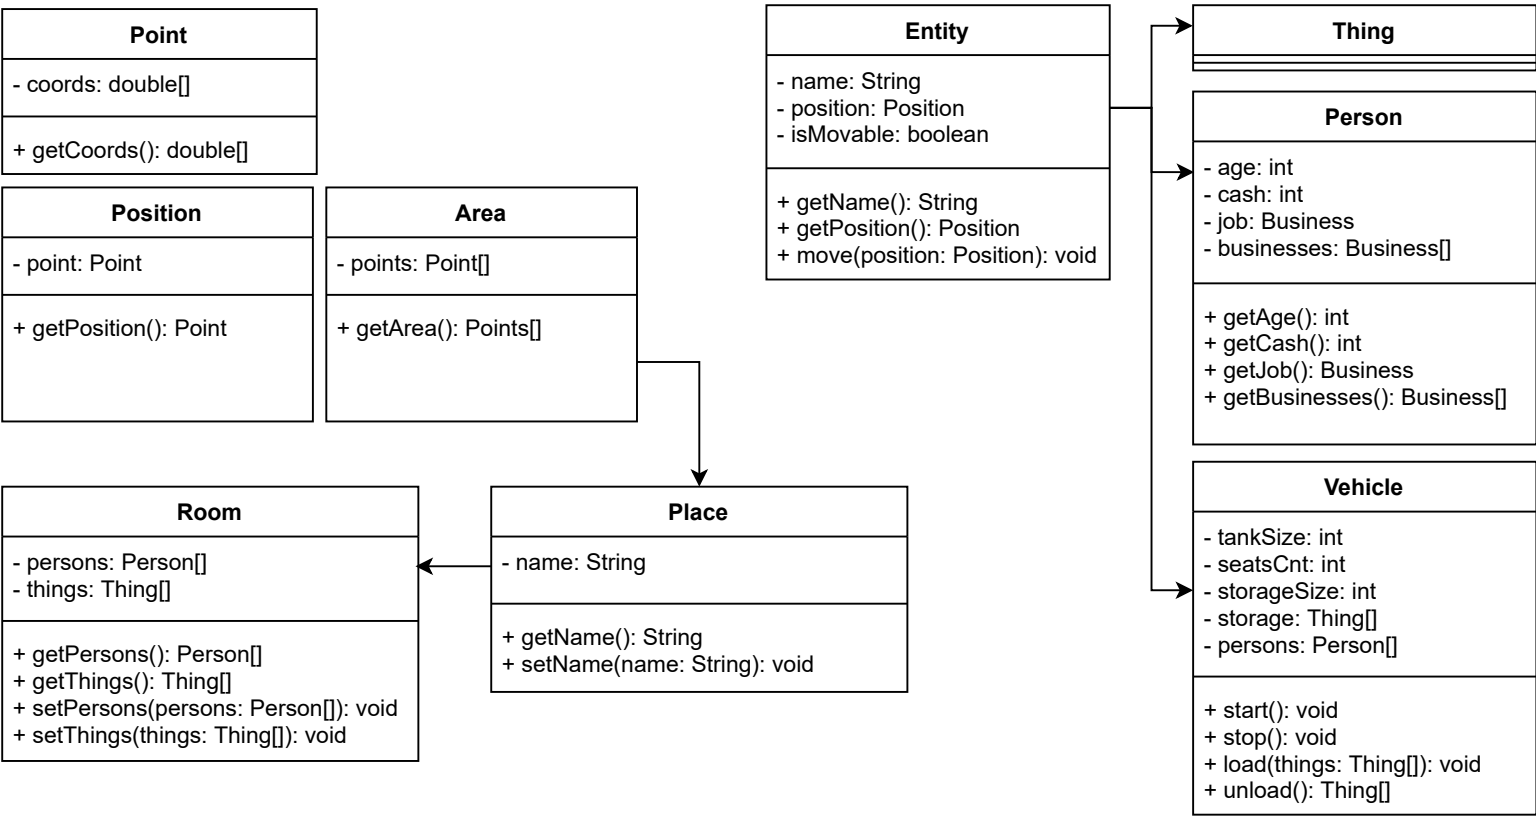 Point
- coords: double[]
+ getCoords(): double[]
Position
- point: Point
+ getPosition(): Point
Area
- points: Point[]
+ getArea(): Points[]
Room
- persons: Person[]
- things: Thing[]
+ getPersons(): Person[]
+ getThings(): Thing[]
+ setPersons(persons: Person[]): void
+ setThings(things: Thing[]): void
Place
- name: String
+ getName(): String
+ setName(name: String): void
Entity
- name: String
- position: Position
- isMovable: boolean
+ getName(): String
+ getPosition(): Position
+ move(position: Position): void
Thing
Person
- age: int
- cash: int
- job: Business
- businesses: Business[]
+ getAge(): int
+ getCash(): int
+ getJob(): Business
+ getBusinesses(): Business[]
Vehicle
- tankSize: int
- seatsCnt: int
- storageSize: int
- storage: Thing[]
- persons: Person[]
+ start(): void
+ stop(): void
+ load(things: Thing[]): void
+ unload(): Thing[]